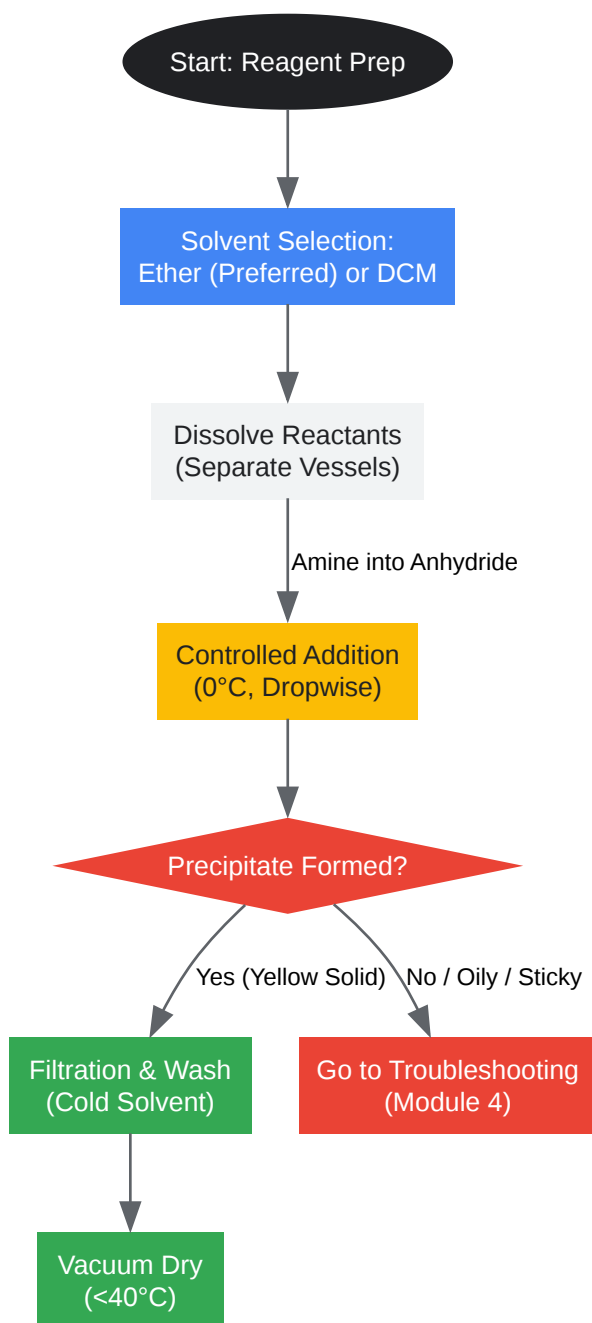 Start: Reagent Prep
Solvent Selection:
Ether (Preferred) or DCM
Dissolve Reactants
(Separate Vessels)
Amine into Anhydride
Controlled Addition
(0°C, Dropwise)
Precipitate Formed?
Yes (Yellow Solid)
No / Oily / Sticky
Filtration & Wash
(Cold Solvent)
Go to Troubleshooting
(Module 4)
Vacuum Dry
(<40°C)